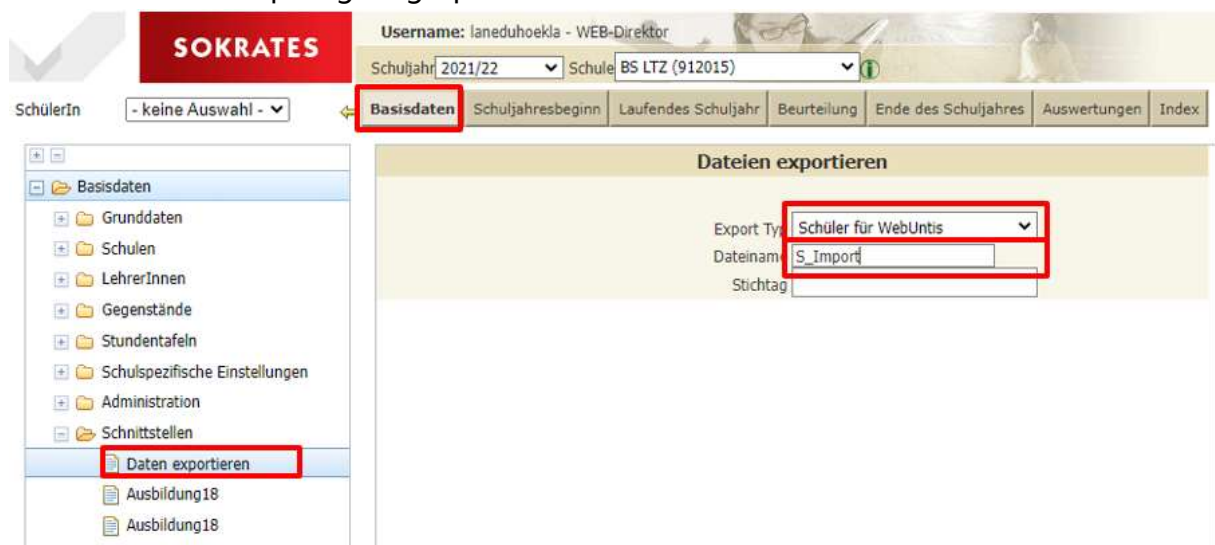 SOKRATES
Username: laneduhoekla - WEB-Direktor
Schuljahr 2021/22 Schule BS LTZ (912015)
SchülerIn - keine Auswahl - Basisdaten Schuljahresbeginn Laufendes Schuljahr Beurteilung Ende des Schuljahres Auswertungen Index
Dateien exportieren
Basisdaten
Grunddaten
Schulen
LehrerInnen
Gegenstände
Stundentafeln
Schulspezifische Einstellungen
Administration
Schnittstellen
Daten exportieren
Ausbildung18
Ausbildung18
Export Typ Schüler für WebUntis
Dateiname S_Import
Stichtag